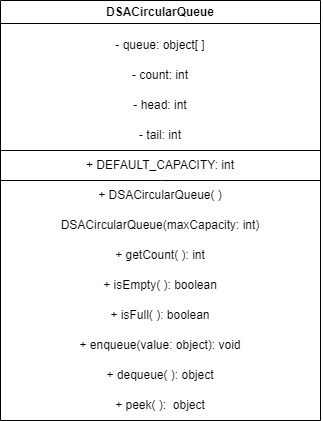 DSACircularQueue
- queue: object[ ]
- count: int
- head: int
- tail: int
+ DEFAULT_CAPACITY: int
+ DSACircularQueue( )
DSACircularQueue(maxCapacity: int)
+ getCount( ): int
+ isEmpty( ): boolean
+ isFull( ): boolean
+ enqueue(value: object): void
+ dequeue( ): object
+ peek( ):  object